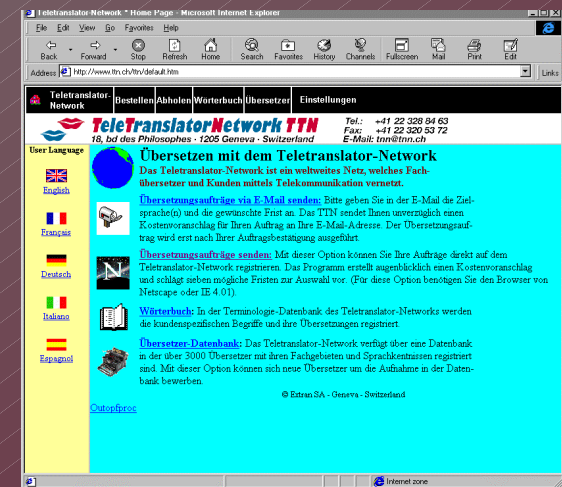 Teletranslator-Network * Home Page - Microsoft Internet Explorer
File Edit View Go Favorites Help
Back Forward Stop Refresh Home Search Favorites History Channels Fullscreen Mail Print Edit
Address http://www.ttn.ch/ttn/default.htm Links
Teletranslator-
Network
Bestellen Abholen Wörterbuch Übersetzer Einstellungen
TeleTranslatorNetwork TTN
18, bd des Philosophes - 1205 Geneva - Switzerland
Tel.: +41 22 328 84 63
Fax: +41 22 320 53 72
E-Mail: tnn@tnn.ch
User Language
English
Français
Deutsch
Italiano
Espagnol
Übersetzen mit dem Teletranslator-Network
Das Teletranslator-Network ist ein weltweites Netz, welches Fach-
übersetzer und Kunden mittels Telekommunikation vernetzt.
Übersetzungsaufträge via E-Mail senden: Bitte geben Sie in der E-Mail die Ziel-
sprache(n) und die gewünschte Frist an. Das TTN sendet Ihnen unverzüglich einen
Kostenvoranschlag für Ihren Auftrag an Ihre E-Mail-Adresse. Der Übersetzungsauf-
trag wird erst nach Ihrer Auftragsbestätigung ausgeführt.
Übersetzungsaufträge senden: Mit dieser Option können Sie Ihre Aufträge direkt auf dem
Teletranslator-Network registrieren. Das Programm erstellt augenblicklich einen Kostenvoranschlag
und schlägt sieben mögliche Fristen zur Auswahl vor. (Für diese Option benötigen Sie den Browser von
Netscape oder IE 4.01).
Wörterbuch: In der Terminologie-Datenbank des Teletranslator-Networks werden
die kundenspezifischen Begriffe und ihre Übersetzungen registriert.
Übersetzer-Datenbank: Das Teletranslator-Network verfügt über eine Datenbank
in der über 3000 Übersetzer mit ihren Fachgebieten und Sprachkentnissen registriert
sind. Mit dieser Option können sich neue Übersetzer um die Aufnahme in der Daten-
bank bewerben.
© Extran SA - Geneva - Switzerland
Outopfproc
Internet zone